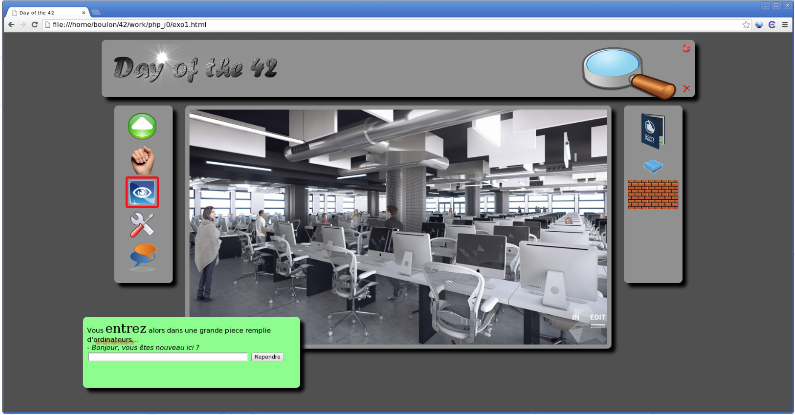 Day of the 42
file:///home/boulon/42/work/php_j0/exo1.html
Day of the 42
IN EDIT
Vous entrez alors dans une grande piece remplie
d'ordinateurs...
- Bonjour, vous êtes nouveau ici ?
Repondre